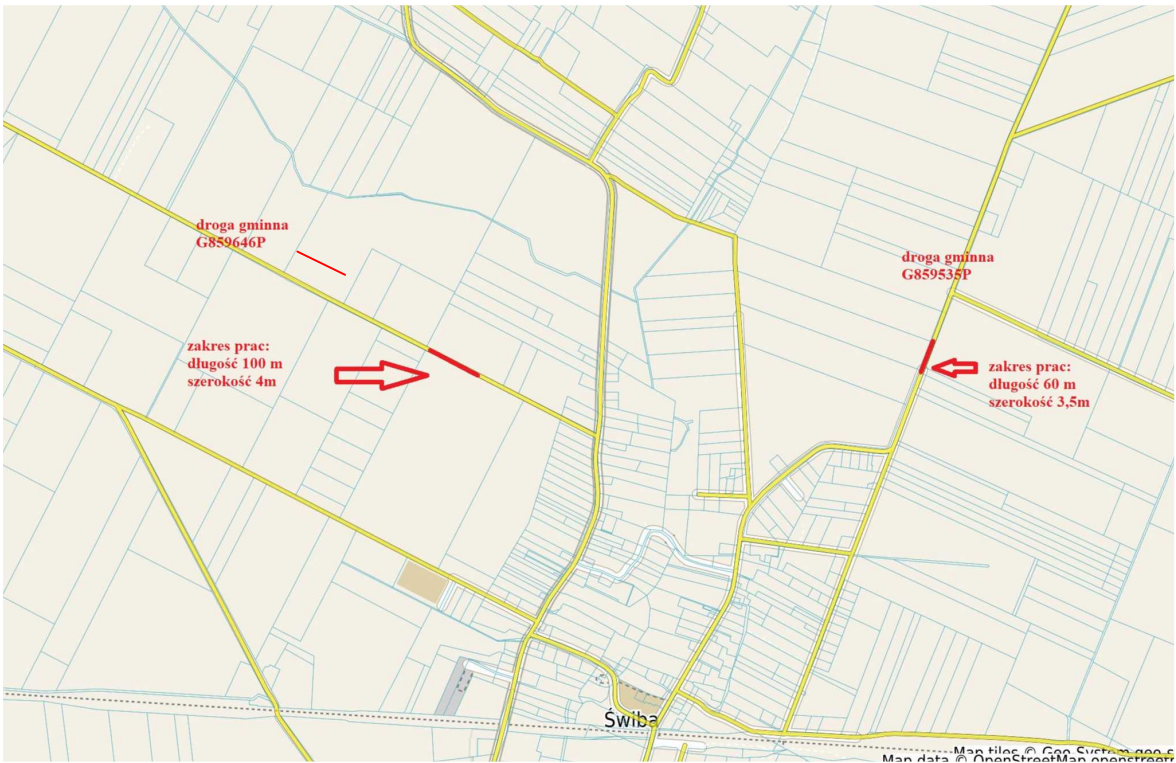 droga gminna
G859646P
droga gminna
G859535P
zakres prac:
długość 100 m
szerokość 4m
zakres prac:
długość 60 m
szerokość 3,5m
Świba
Map tiles © Geo-System geo-s
Map data © OpenStreetMap openstreet